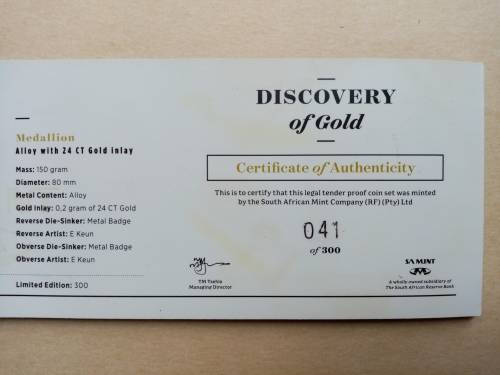 Medallion
Alloy with 24 CT Gold inlay
Mass: 150 gram
Diameter: 80 mm
Metal Content: Alloy
Gold Inlay: 0,2 gram of 24 CT Gold
Reverse Die-Sinker: Metal Badge
Reverse Artist: E Keun
Obverse Die-Sinker: Metal Badge
Obverse Artist: E Keun
Limited Edition: 300
DISCOVERY
of Gold
Certificate of Authenticity
This is to certify that this legal tender proof coin set was minted
by the South African Mint Company (RF) (Pty) Ltd
041
of 300
TM Tsehlo
Managing Director
SA MINT
A wholly owned subsidiary of
The South African Reserve Bank